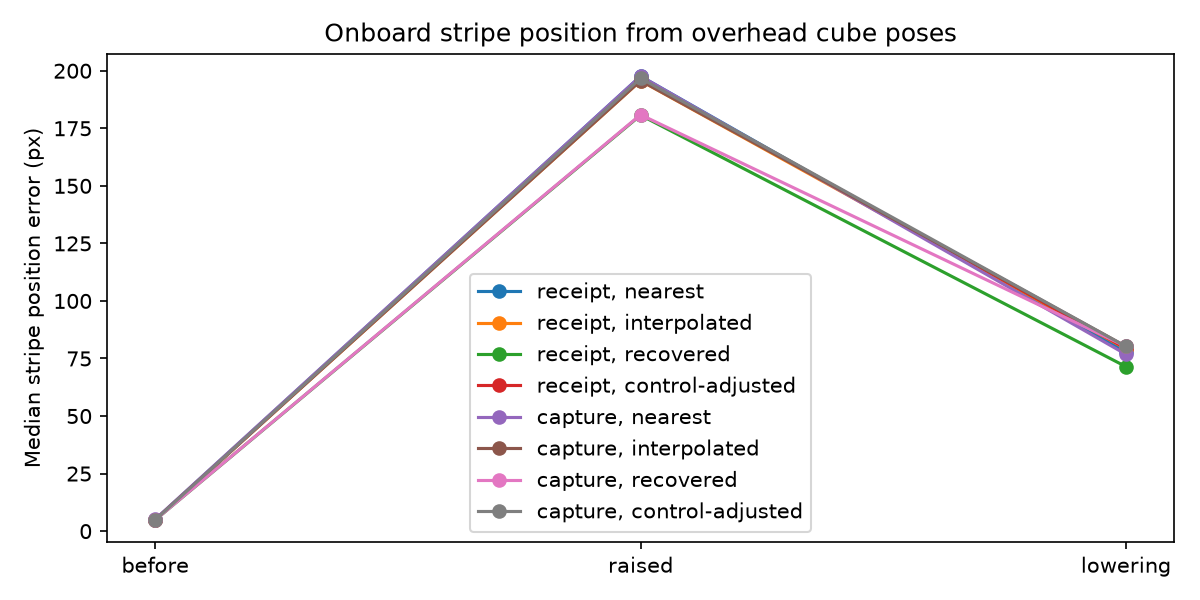 Onboard stripe position from overhead cube poses
Median stripe position error (px)
200
175
150
125
100
75
50
25
0
receipt, nearest
receipt, interpolated
receipt, recovered
receipt, control-adjusted
capture, nearest
capture, interpolated
capture, recovered
capture, control-adjusted
before
raised
lowering